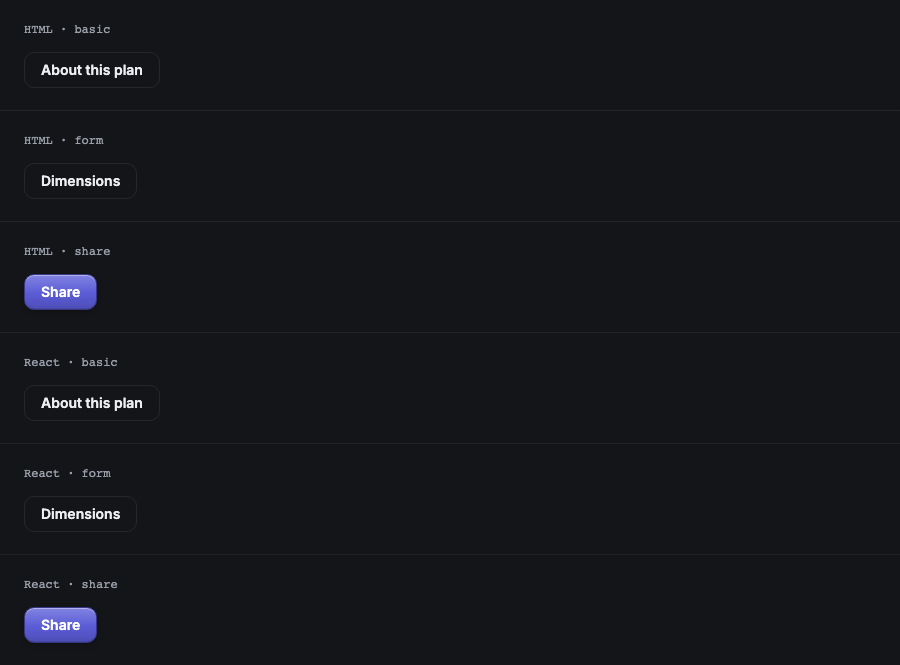 HTML · basic
About this plan
HTML · form
Dimensions
HTML · share
Share
React · basic
About this plan
React · form
Dimensions
React · share
Share